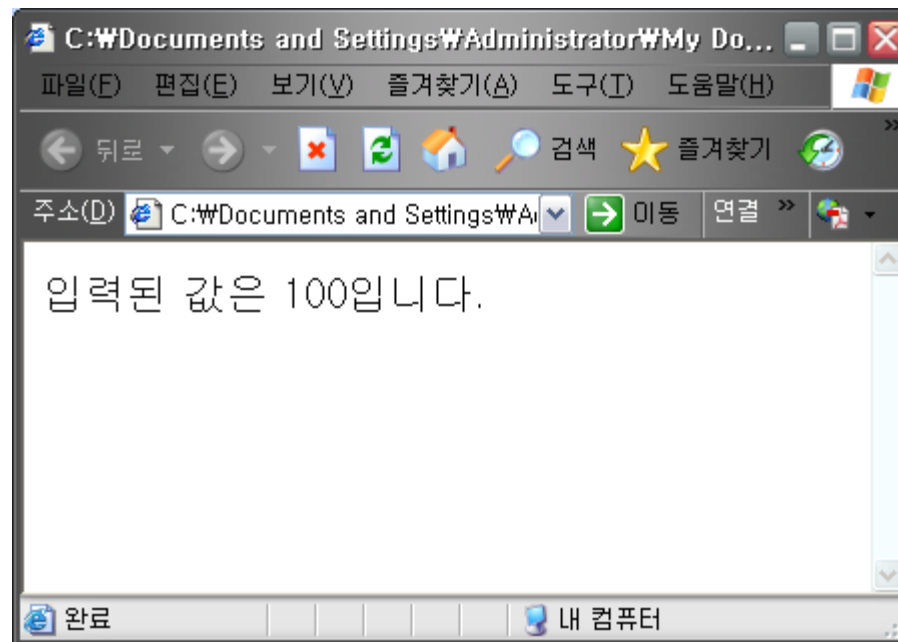 C:₩Documents and Settings₩Administrator₩My Do...
파일(F) 편집(E) 보기(V) 즐겨찾기(A) 도구(T) 도움말(H)
뒤로 검색 즐겨찾기 »
주소(D) C:₩Documents and Settings₩A 이동 연결 »
입력된 값은 100입니다.
완료 내 컴퓨터